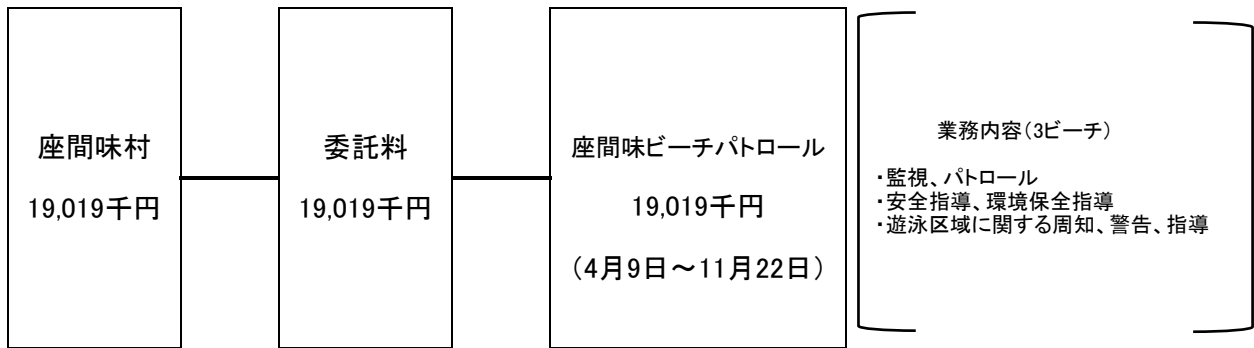 座間味村
19,019千円
委託料
19,019千円
座間味ビーチパトロール
19,019千円
（4月9日～11月22日）
業務内容（3ビーチ）
・監視、パトロール
・安全指導、環境保全指導
・遊泳区域に関する周知、警告、指導